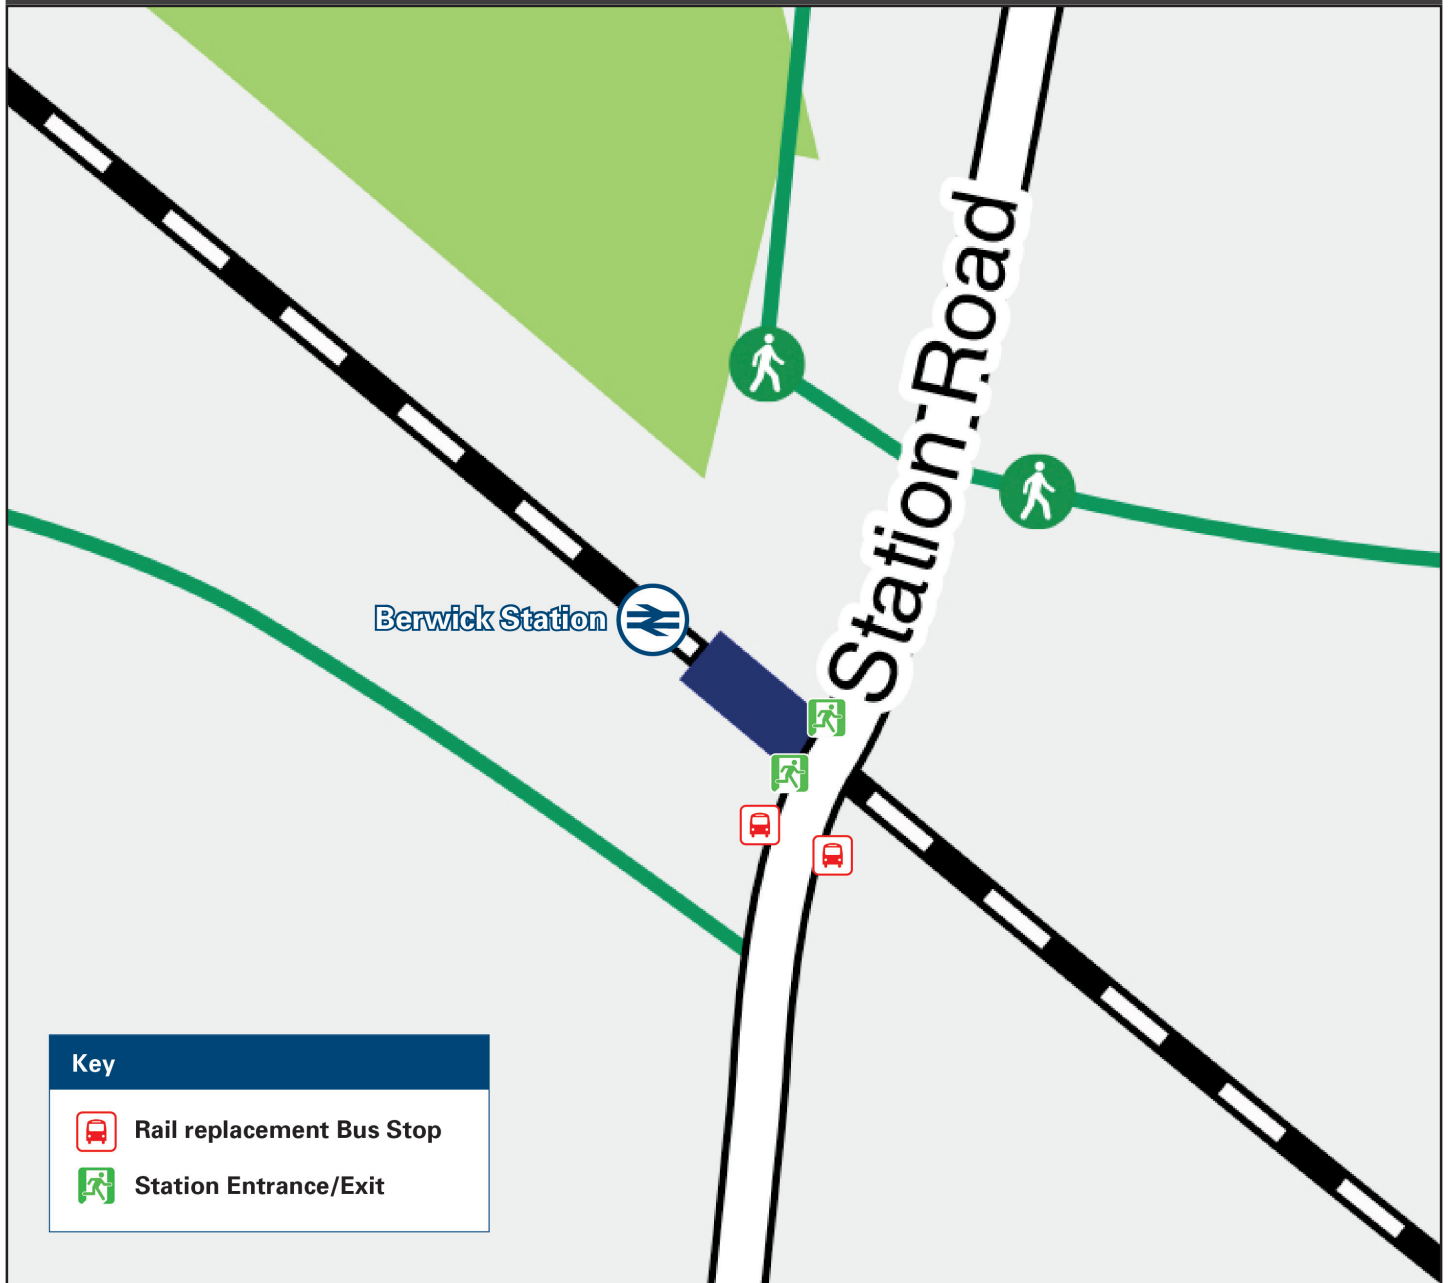 Station Road
Berwick Station
Key
Rail replacement Bus Stop
Station Entrance/Exit